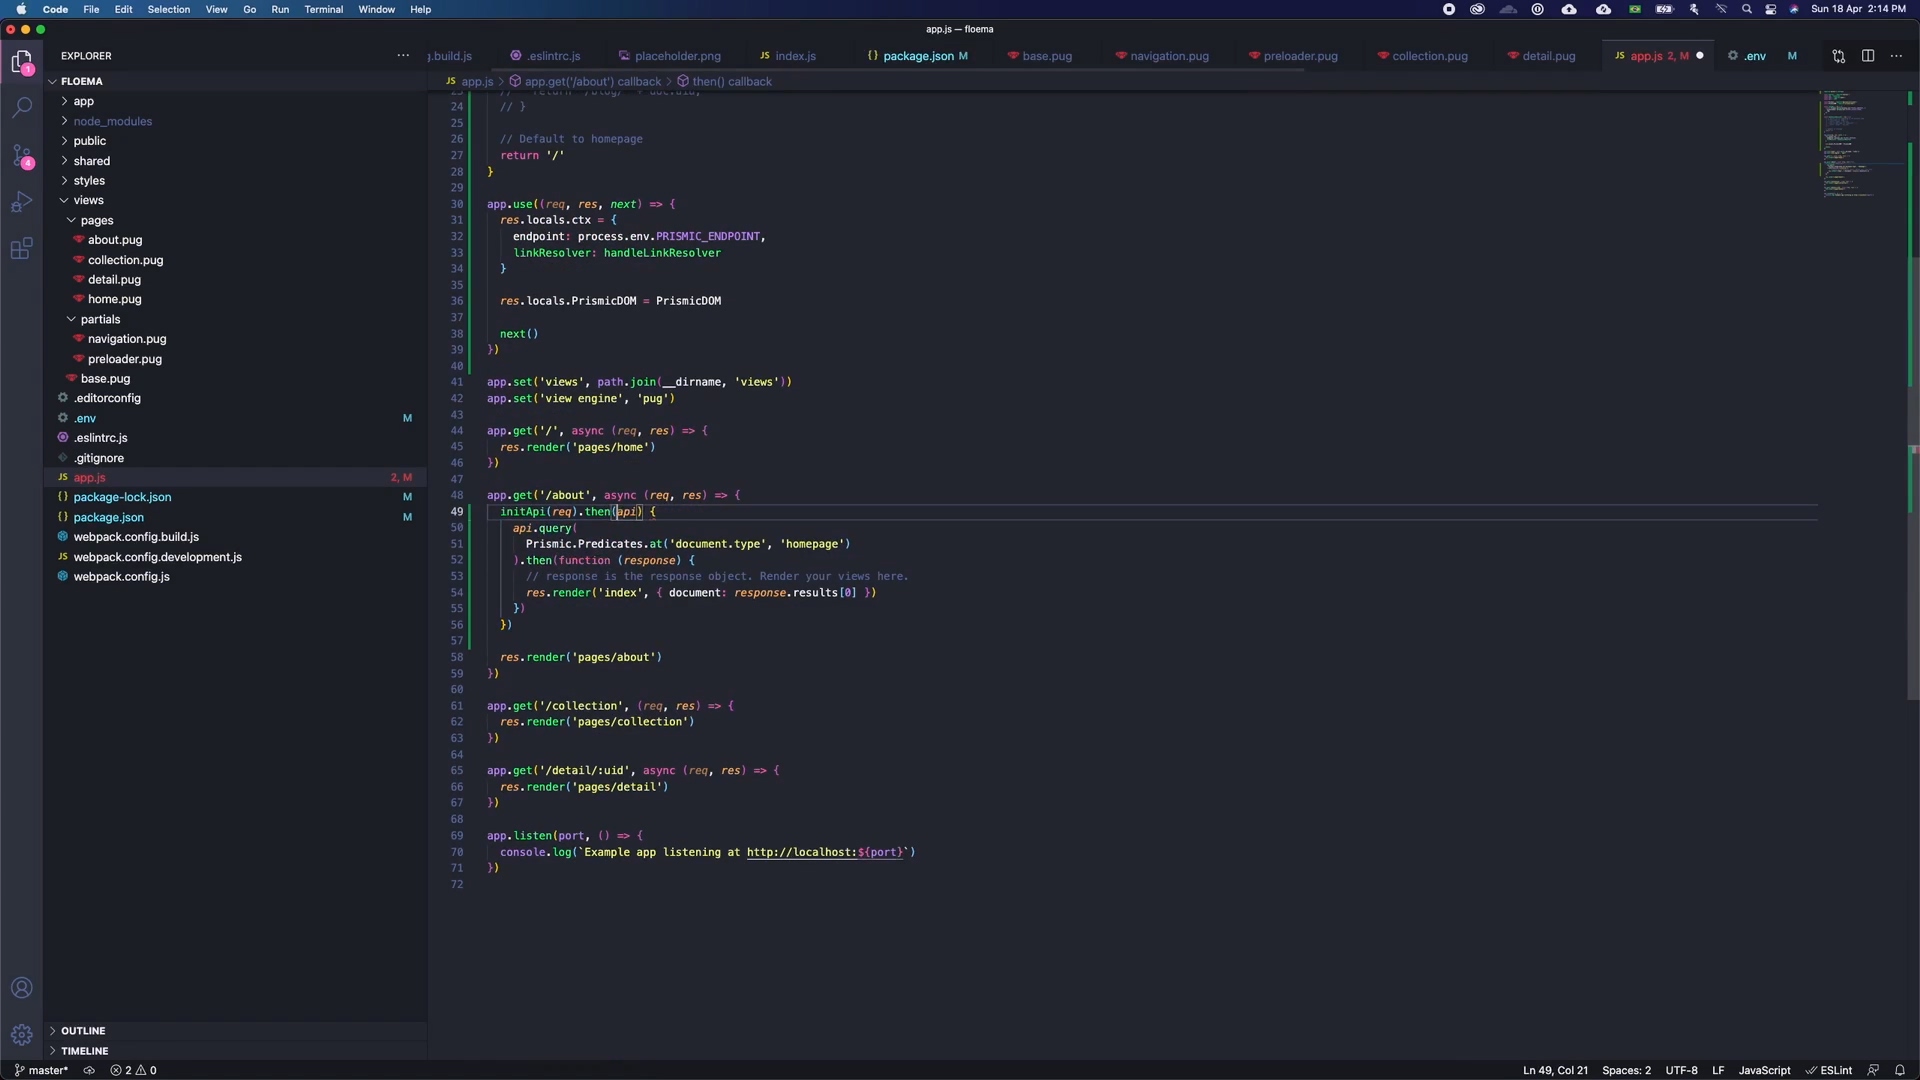 Code File Edit Selection View Go Run Terminal Window Help
Sun 18 Apr 2:14 PM
app.js — floema
EXPLORER
g.build.js
.eslintrc.js
placeholder.png
JS index.js
{} package.json M
base.pug
navigation.pug
preloader.pug
collection.pug
detail.pug
JS app.js 2, M
.env M
1
FLOEMA
JS app.js > app.get('/about') callback > then() callback
app
node_modules
public
shared
4
styles
views
pages
about.pug
collection.pug
detail.pug
home.pug
partials
navigation.pug
preloader.pug
base.pug
.editorconfig
.env M
.eslintrc.js
.gitignore
JS app.js 2, M
{} package-lock.json M
{} package.json M
webpack.config.build.js
JS webpack.config.development.js
webpack.config.js
OUTLINE
TIMELINE
24 // }
25
26 // Default to homepage
27 return '/'
28 }
29
30 app.use((req, res, next) => {
31 res.locals.ctx = {
32 endpoint: process.env.PRISMIC_ENDPOINT,
33 linkResolver: handleLinkResolver
34 }
35
36 res.locals.PrismicDOM = PrismicDOM
37
38 next()
39 })
40
41 app.set('views', path.join(__dirname, 'views'))
42 app.set('view engine', 'pug')
43
44 app.get('/', async (req, res) => {
45 res.render('pages/home')
46 })
47
48 app.get('/about', async (req, res) => {
49 initApi(req).then(api) {
50 api.query(
51 Prismic.Predicates.at('document.type', 'homepage')
52 ).then(function (response) {
53 // response is the response object. Render your views here.
54 res.render('index', { document: response.results[0] })
55 })
56 })
57
58 res.render('pages/about')
59 })
60
61 app.get('/collection', (req, res) => {
62 res.render('pages/collection')
63 })
64
65 app.get('/detail/:uid', async (req, res) => {
66 res.render('pages/detail')
67 })
68
69 app.listen(port, () => {
70 console.log(`Example app listening at http://localhost:${port}`)
71 })
72
master* 2 0
Ln 49, Col 21 Spaces: 2 UTF-8 LF JavaScript ESLint